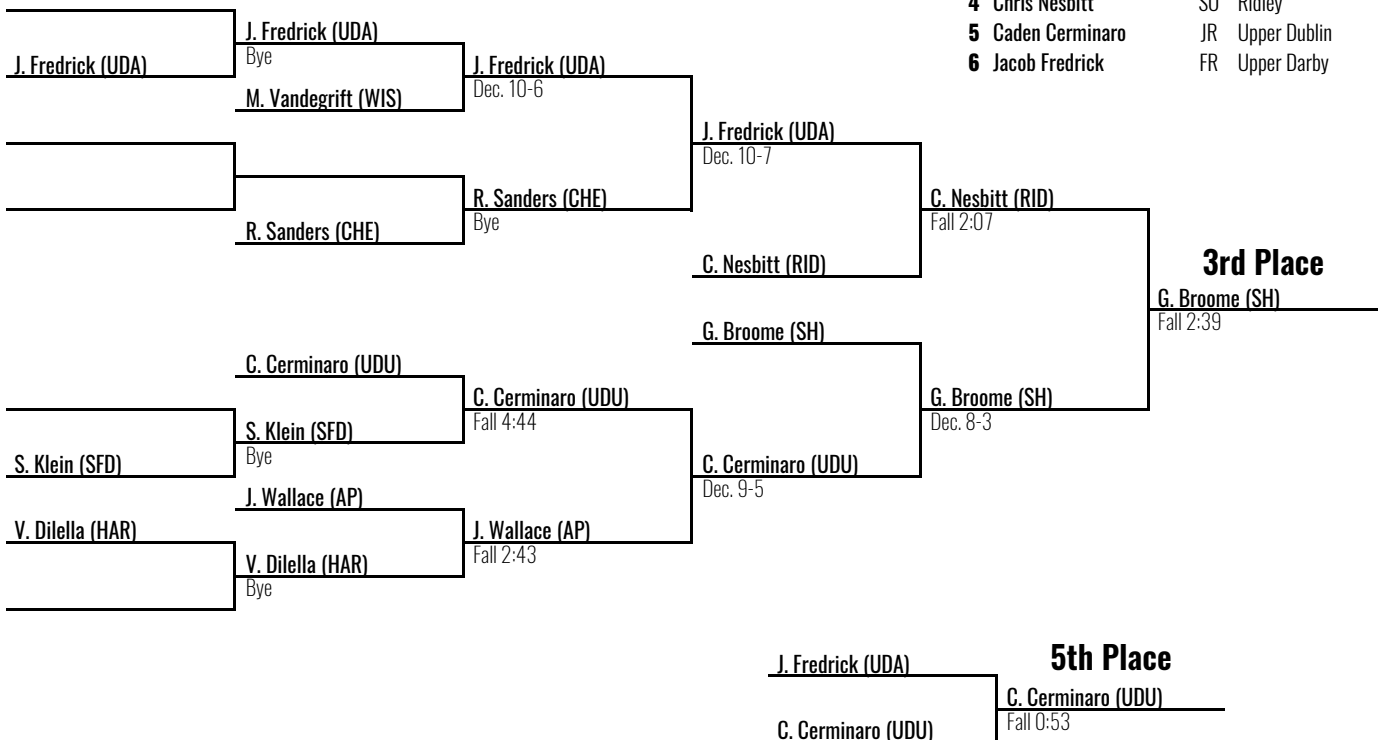 4 Chris Nesbitt SO Ridley
5 Caden Cerminaro JR Upper Dublin
6 Jacob Fredrick FR Upper Darby
J. Fredrick (UDA)
J. Fredrick (UDA)
Bye
M. Vandegrift (WIS)
J. Fredrick (UDA)
Dec. 10-6
R. Sanders (CHE)
R. Sanders (CHE)
Bye
J. Fredrick (UDA)
Dec. 10-7
C. Nesbitt (RID)
C. Nesbitt (RID)
Fall 2:07
3rd Place
G. Broome (SH)
Fall 2:39
G. Broome (SH)
G. Broome (SH)
Dec. 8-3
C. Cerminaro (UDU)
C. Cerminaro (UDU)
Fall 4:44
S. Klein (SFD)
S. Klein (SFD)
Bye
C. Cerminaro (UDU)
Dec. 9-5
J. Wallace (AP)
J. Wallace (AP)
Fall 2:43
V. Dilella (HAR)
V. Dilella (HAR)
Bye
5th Place
J. Fredrick (UDA)
C. Cerminaro (UDU)
Fall 0:53
C. Cerminaro (UDU)